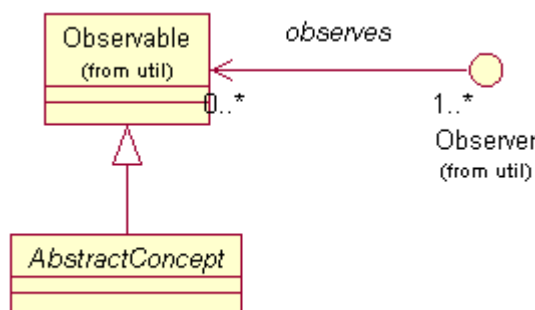 Observable
(from util)
observes
0..*
1..*
Observer
(from util)
AbstractConcept